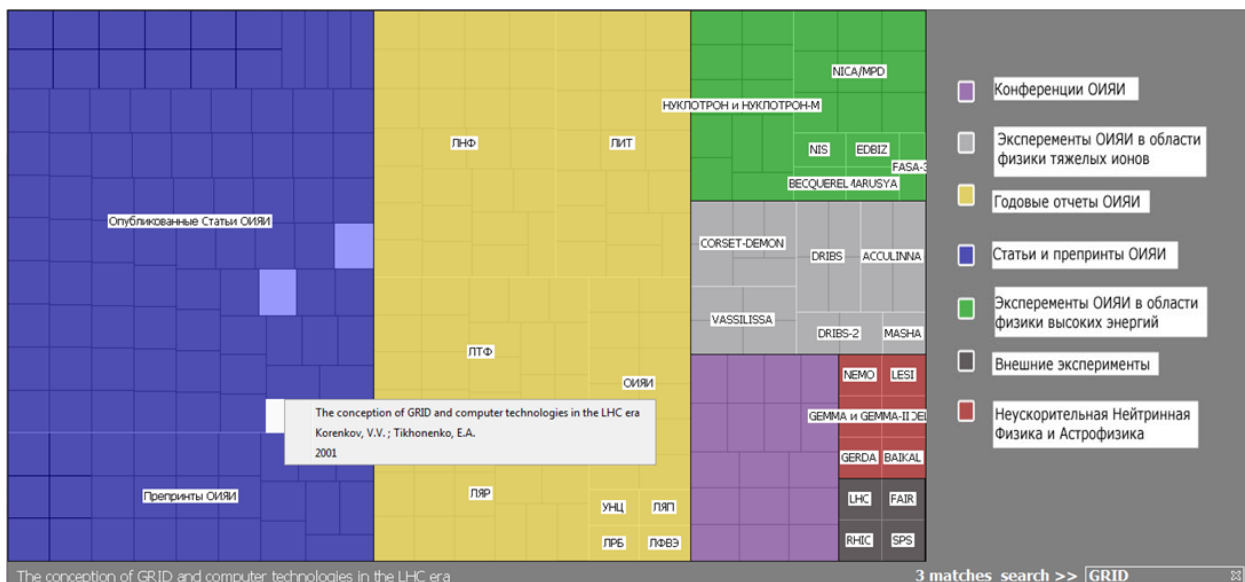 НУКЛОТРОН и НУКЛОТРОН-М
NICA/MPD
NIS
EDBIZ
FASA-3
BECQUEREL
MARUSYA
ЛНФ
ЛИТ
Опубликованные Статьи ОИЯИ
CORSET-DEMON
DRIBS
ACCULINNA
VASSILISSA
DRIBS-2
MASHA
ЛТФ
ОИЯИ
NEMO
LESI
GEMMA и GEMMA-II
GERDA
BAIKAL
The conception of GRID and computer technologies in the LHC era
Korenkov, V.V. ; Tikhonenko, E.A.
2001
Препринты ОИЯИ
ЛЯР
УНЦ
ЛЯП
ЛРБ
ЛФВЭ
LHC
FAIR
RHIC
SPS
Конференции ОИЯИ
Эксперементы ОИЯИ в области
физики тяжелых ионов
Годовые отчеты ОИЯИ
Статьи и препринты ОИЯИ
Эксперементы ОИЯИ в области
физики высоких энергий
Внешние эксперименты
Неускорительная Нейтринная
Физика и Астрофизика
The conception of GRID and computer technologies in the LHC era
3 matches search >> GRID